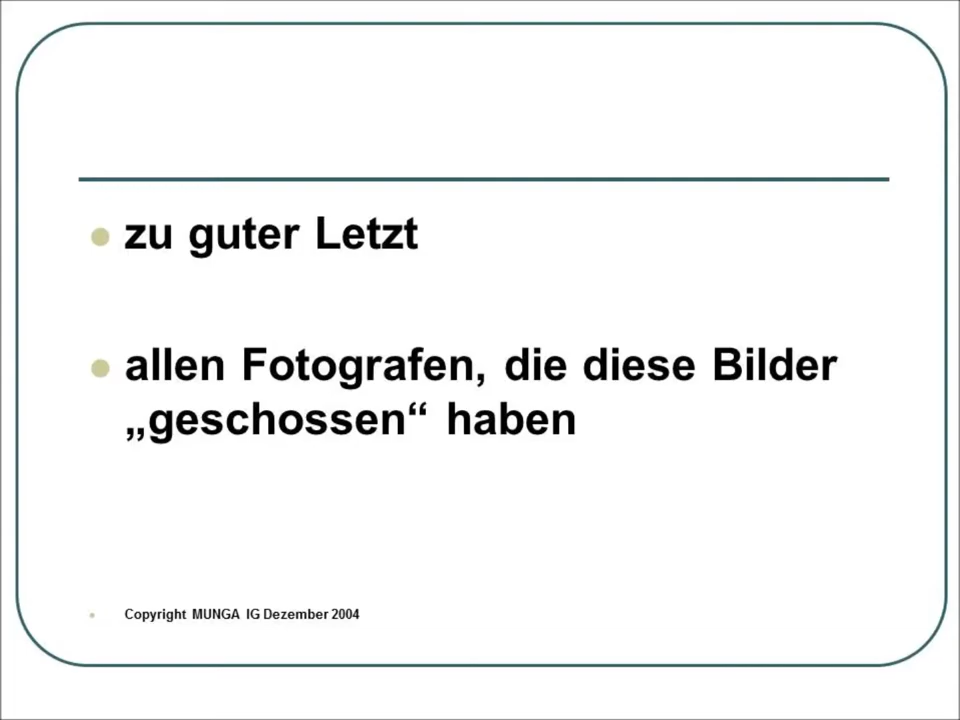 zu guter Letzt
allen Fotografen, die diese Bilder
„geschossen“ haben
Copyright MUNGA IG Dezember 2004